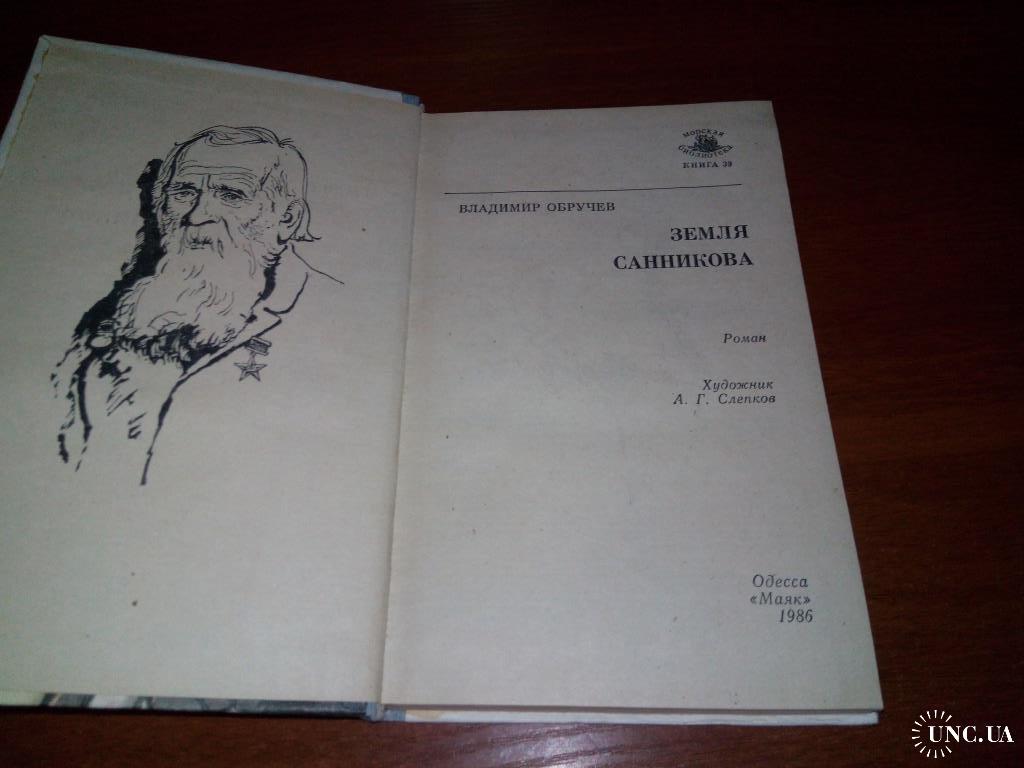 морская
библиотека
КНИГА 39
ВЛАДИМИР ОБРУЧЕВ
ЗЕМЛЯ
САННИКОВА
Роман
Художник
А. Г. Слепков
Одесса
«Маяк»
1986
UNC.UA